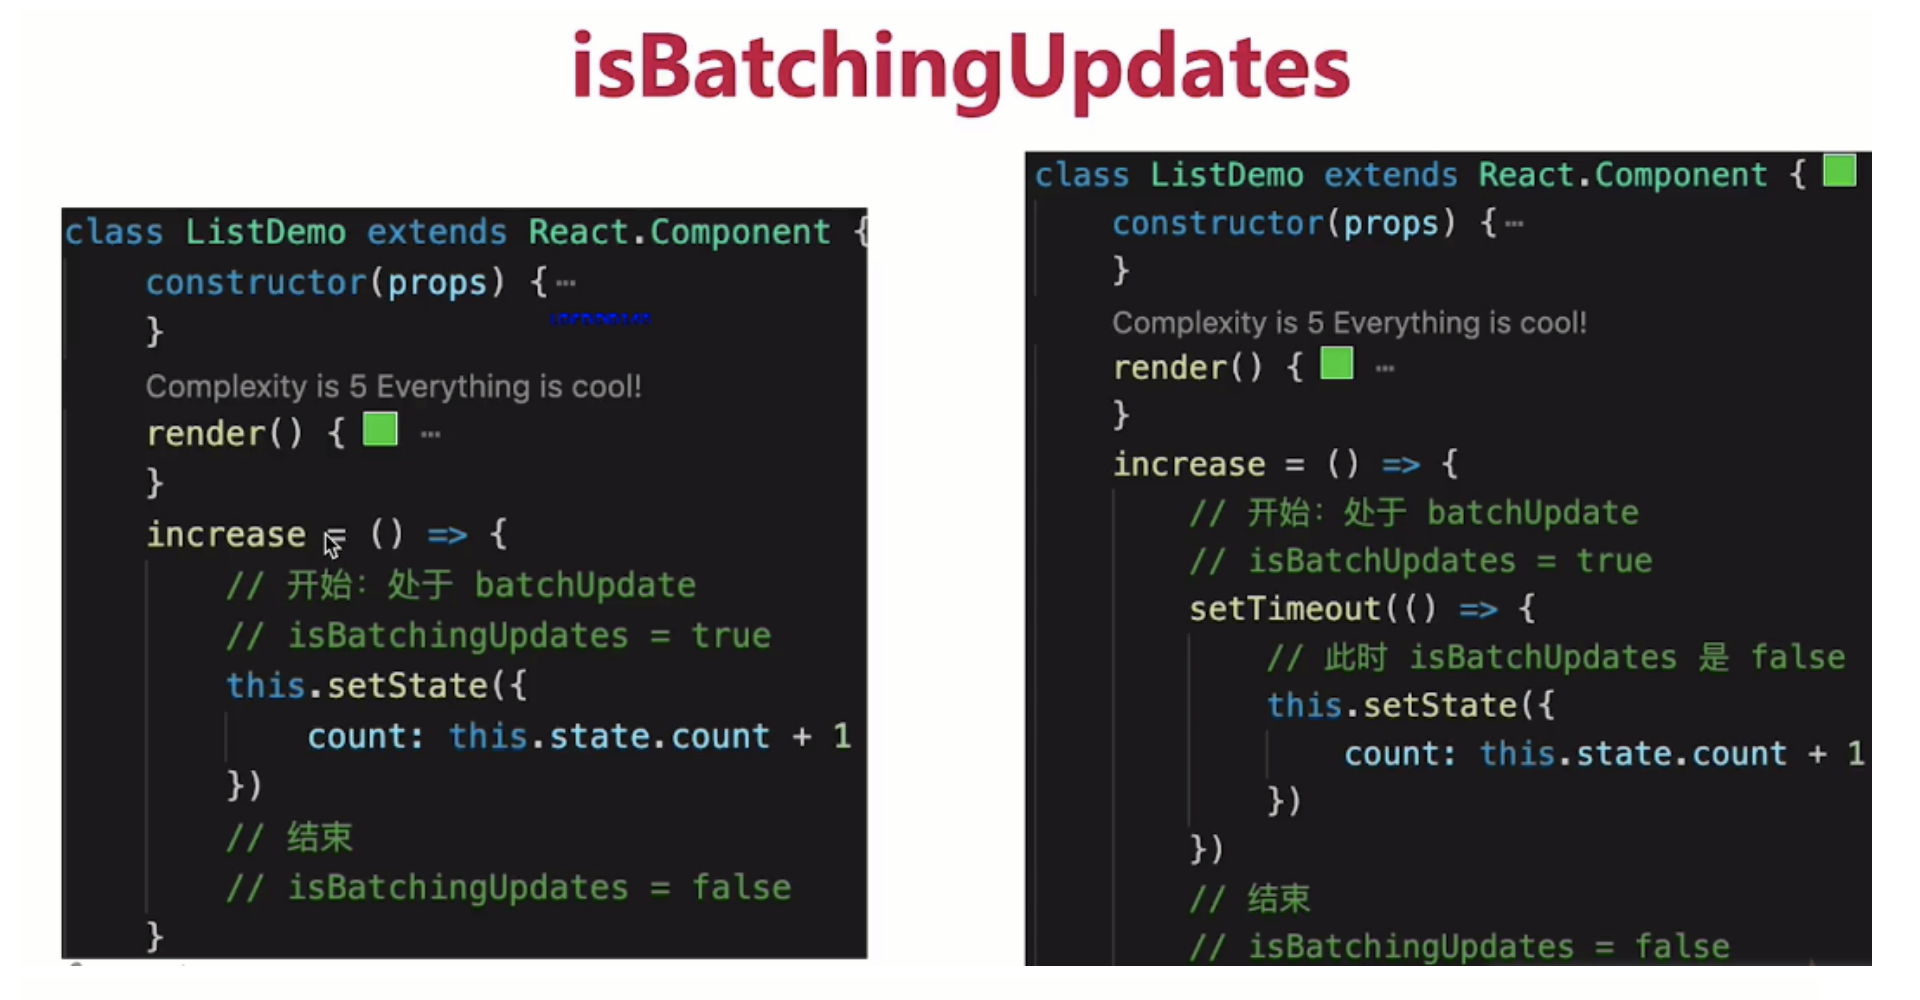 isBatchingUpdates
class ListDemo extends React.Component {
constructor(props) {…
}
Complexity is 5 Everything is cool!
render() { …
}
increase = () => {
// 开始：处于 batchUpdate
// isBatchingUpdates = true
this.setState({
count: this.state.count + 1
})
// 结束
// isBatchingUpdates = false
}
class ListDemo extends React.Component {
constructor(props) {…
}
Complexity is 5 Everything is cool!
render() { …
}
increase = () => {
// 开始：处于 batchUpdate
// isBatchUpdates = true
setTimeout(() => {
// 此时 isBatchUpdates 是 false
this.setState({
count: this.state.count + 1
})
})
// 结束
// isBatchingUpdates = false